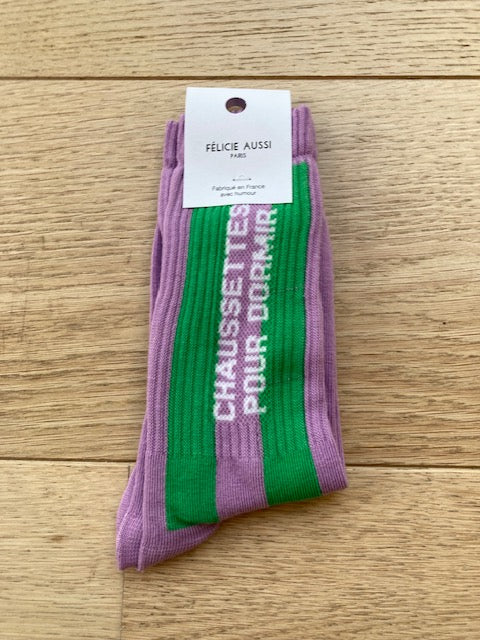 FÉLICIE AUSSI
PARIS
Fabriqué en France
avec humour
CHAUSSETTES
POUR DORMIR